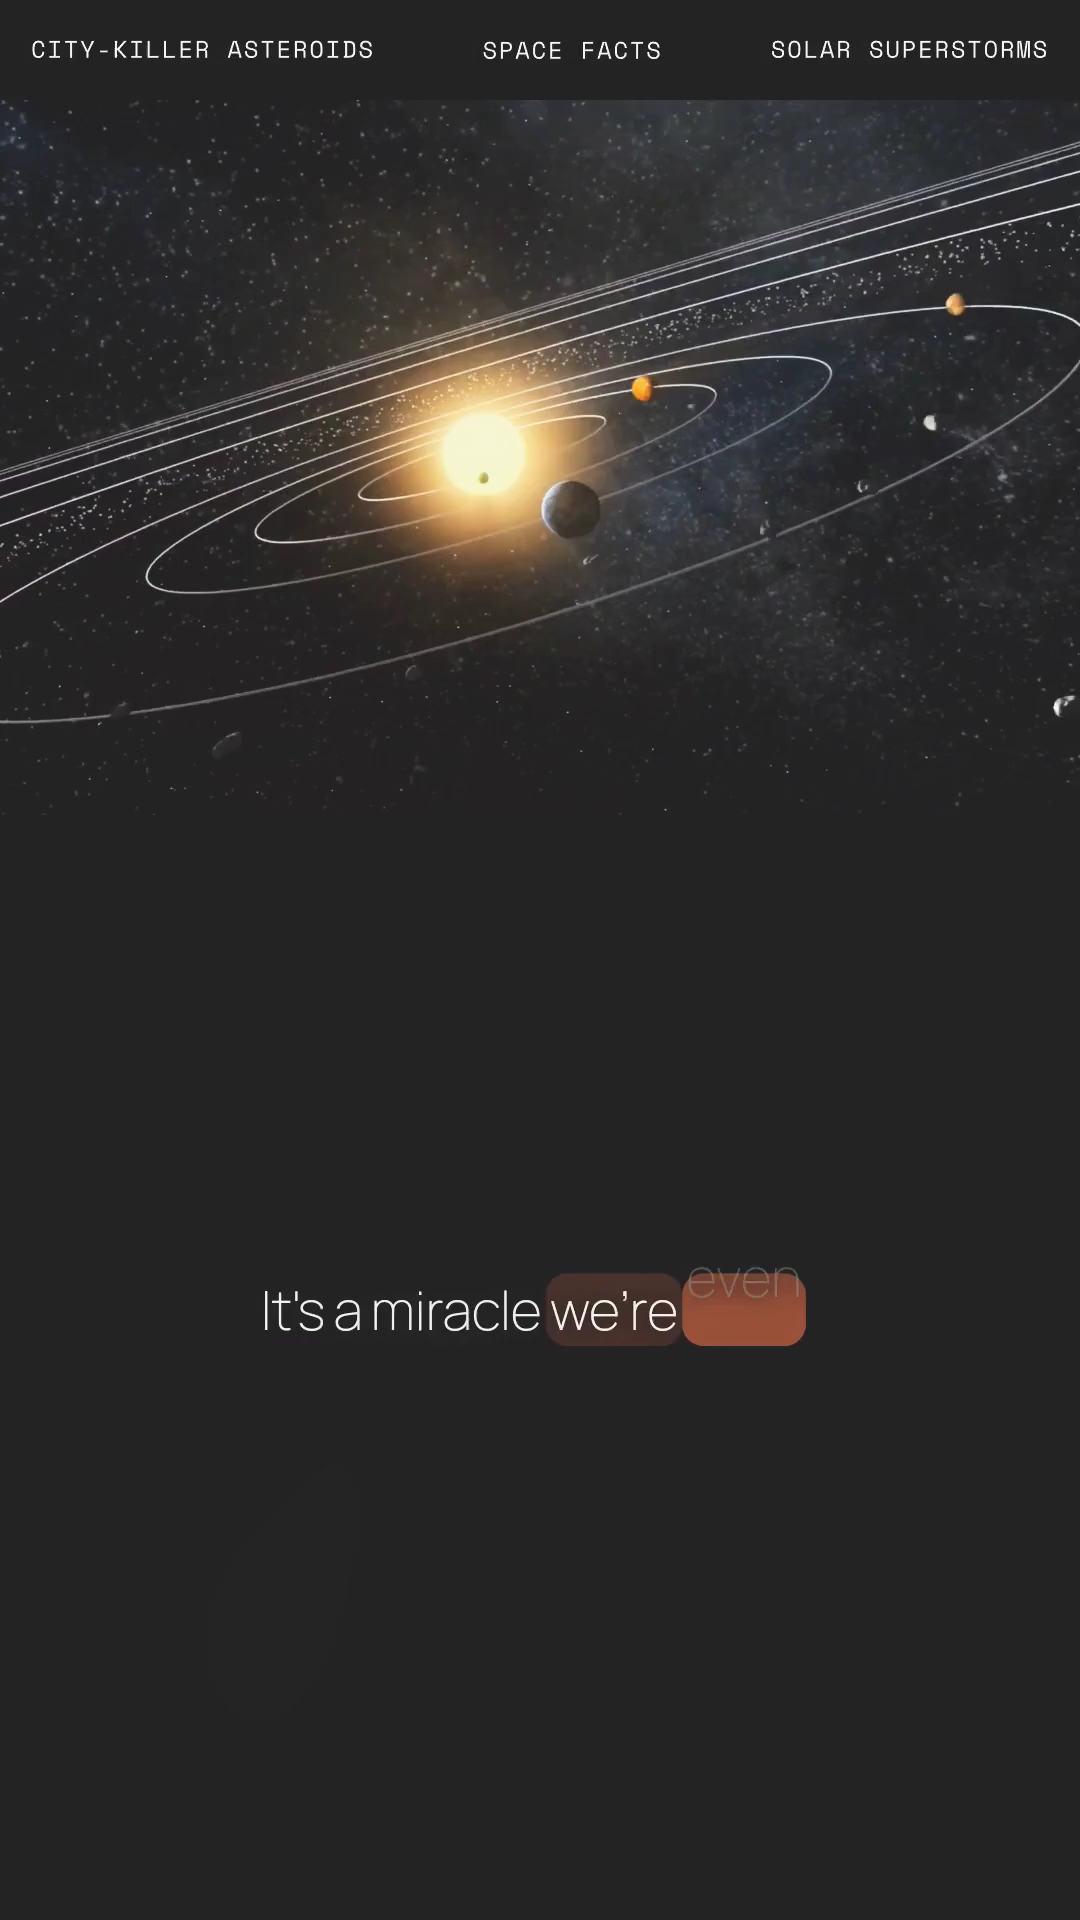 CITY-KILLER ASTEROIDS SPACE FACTS SOLAR SUPERSTORMS
It's a miracle we’re even